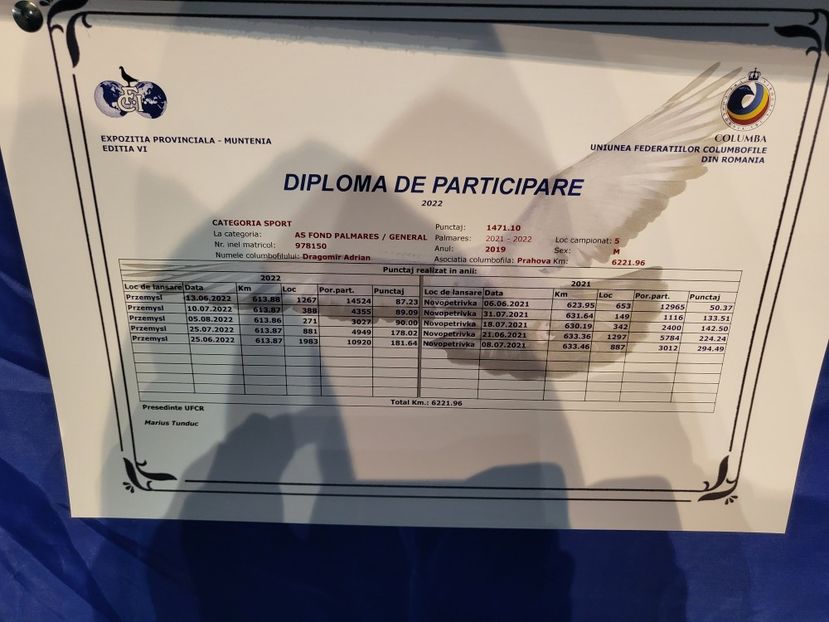 EXPOZITIA PROVINCIALA - MUNTENIA
EDITIA VI
COLUMBA
UNIUNEA FEDERATIILOR COLUMBOFILE
DIN ROMANIA
DIPLOMA DE PARTICIPARE
2022
CATEGORIA SPORT
La categoria: AS FOND PALMARES / GENERAL
Nr. inel matricol: 978150
Numele columbofilului: Dragomir Adrian
Punctaj: 1471.10
Palmares: 2021 - 2022 Loc campionat: 5
Anul: 2019 Sex: M
Asociatia columbofila: Prahova Km: 6221.96
Punctaj realizat in anii:
2022 2021
Loc de lansare Data Km Loc Por.part. Punctaj Loc de lansare Data Km Loc Por.part. Punctaj
Przemysl 13.06.2022 613.88 1267 14524 87.23 Novopetrivka 06.06.2021 623.95 653 12965 50.37
Przemysl 10.07.2022 613.87 388 4355 89.09 Novopetrivka 31.07.2021 631.64 149 1116 133.51
Przemysl 05.08.2022 613.86 271 3027 90.00 Novopetrivka 18.07.2021 630.19 342 2400 142.50
Przemysl 25.07.2022 613.87 881 4949 178.02 Novopetrivka 21.06.2021 633.36 1297 5784 224.24
Przemysl 25.06.2022 613.87 1983 10920 181.64 Novopetrivka 08.07.2021 633.46 887 3012 294.49
Total Km.: 6221.96
Presedinte UFCR
Marius Tunduc